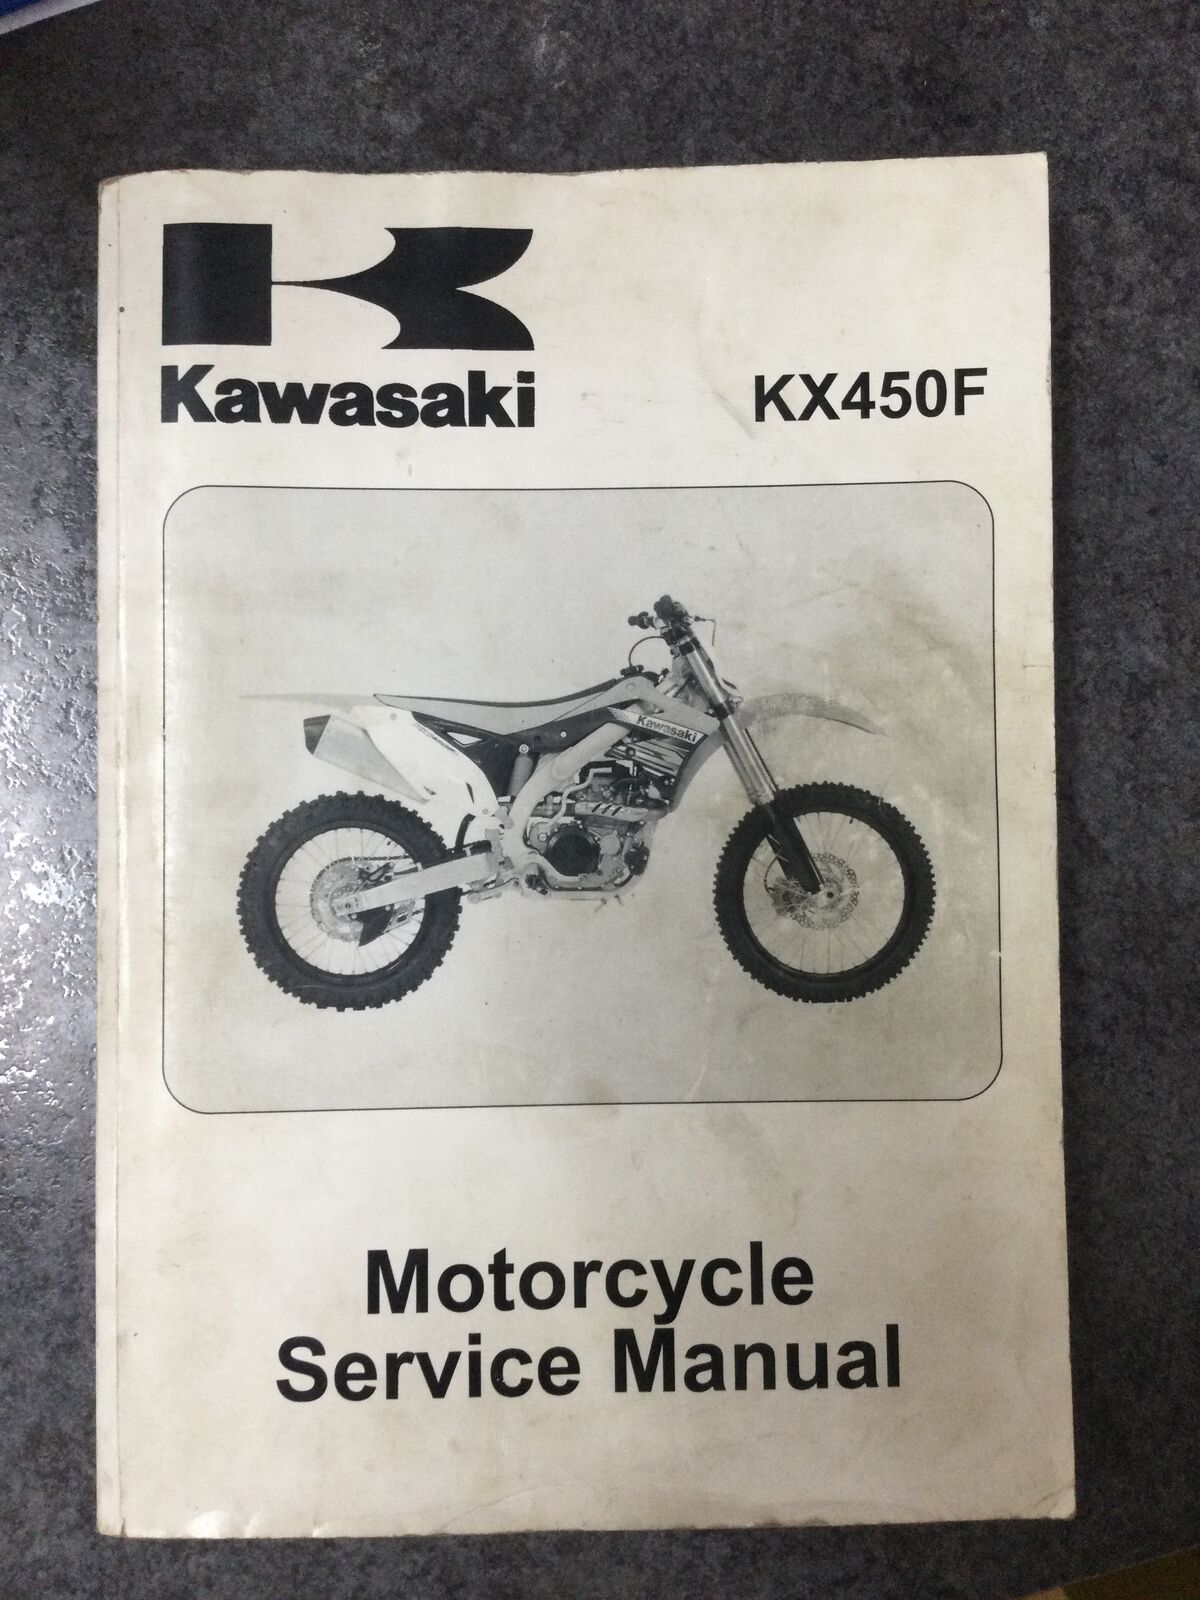 Kawasaki
KX450F
Kawasaki
Motorcycle
Service Manual